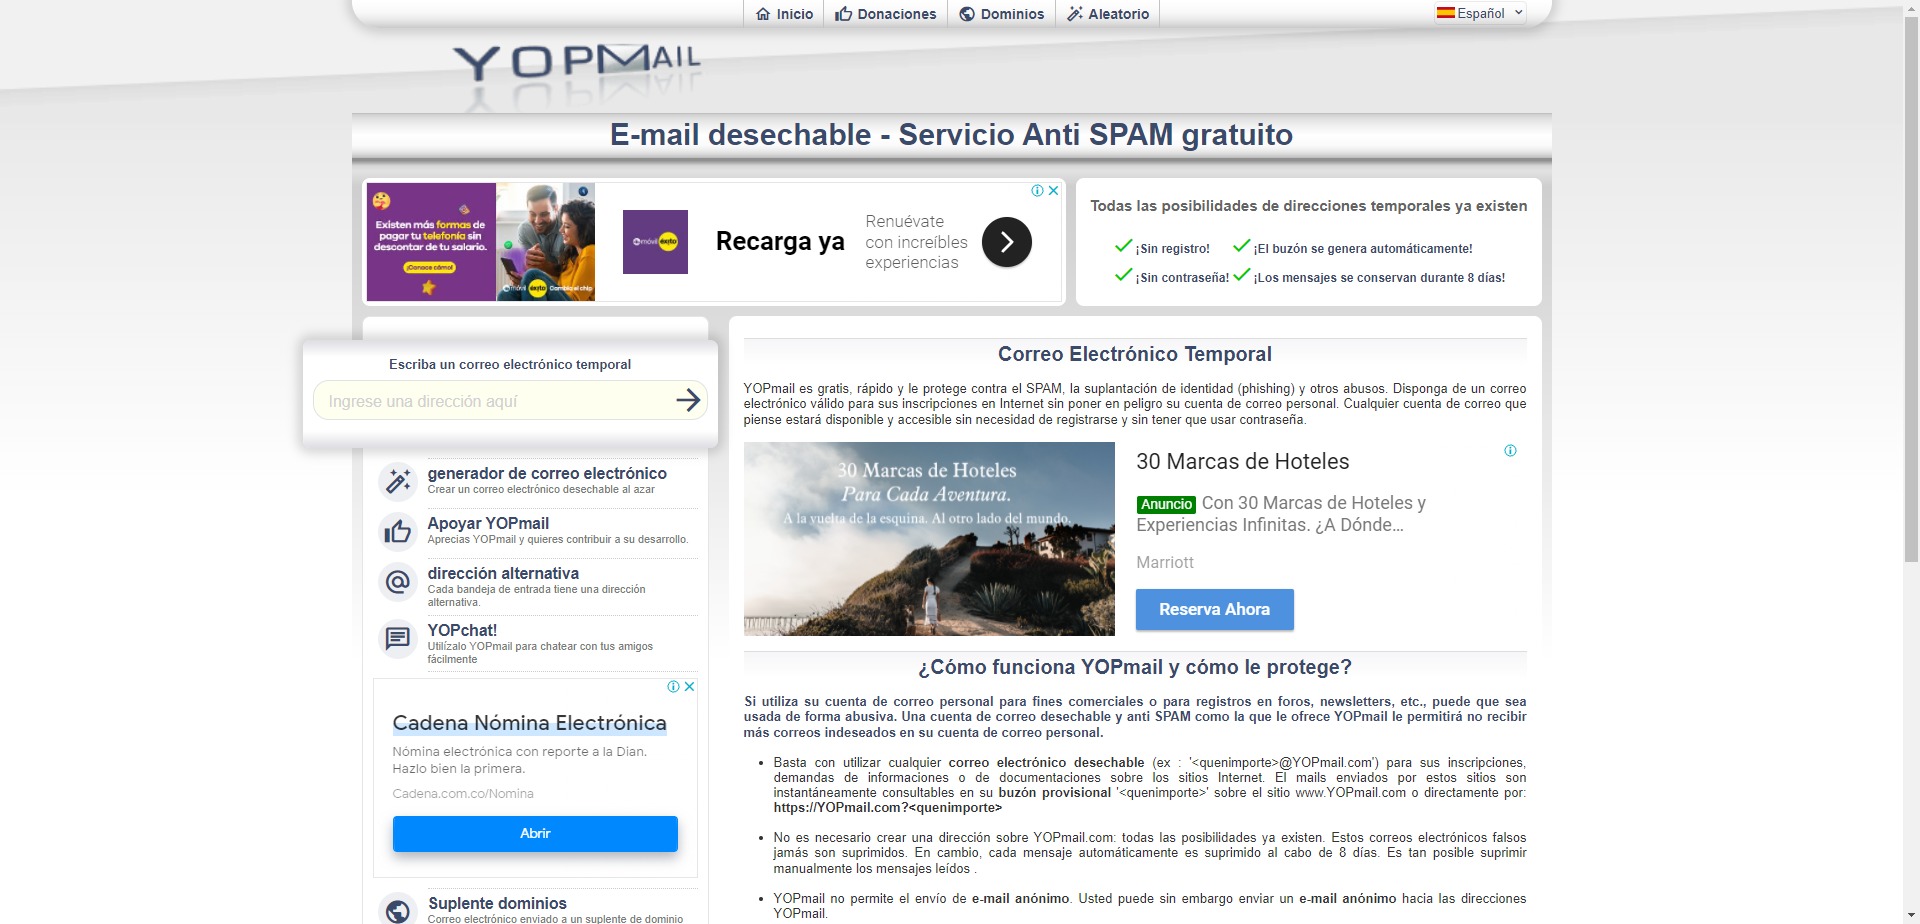 Inicio
Donaciones
Dominios
Aleatorio
Español
YOPMAIL
E-mail desechable - Servicio Anti SPAM gratuito
Existen más formas de
pagar tu telefonía sin
descontar de tu salario.
¡Conoce cómo!
móvil éxito Cambia el chip
móvil éxito
Recarga ya
Renuévate
con increíbles
experiencias
Todas las posibilidades de direcciones temporales ya existen
¡Sin registro!
¡El buzón se genera automáticamente!
¡Sin contraseña!
¡Los mensajes se conservan durante 8 días!
Escriba un correo electrónico temporal
Ingrese una dirección aquí
generador de correo electrónico
Crear un correo electrónico desechable al azar
Apoyar YOPmail
Aprecias YOPmail y quieres contribuir a su desarrollo.
dirección alternativa
Cada bandeja de entrada tiene una dirección
alternativa.
YOPchat!
Utilízalo YOPmail para chatear con tus amigos
fácilmente
Cadena Nómina Electrónica
Nómina electrónica con reporte a la Dian.
Hazlo bien la primera.
Cadena.com.co/Nomina
Abrir
Suplente dominios
Correo electrónico enviado a un suplente de dominio
Correo Electrónico Temporal
YOPmail es gratis, rápido y le protege contra el SPAM, la suplantación de identidad (phishing) y otros abusos. Disponga de un correo
electrónico válido para sus inscripciones en Internet sin poner en peligro su cuenta de correo personal. Cualquier cuenta de correo que
piense estará disponible y accesible sin necesidad de registrarse y sin tener que usar contraseña.
30 Marcas de Hoteles
Para Cada Aventura.
A la vuelta de la esquina. Al otro lado del mundo.
30 Marcas de Hoteles
Anuncio Con 30 Marcas de Hoteles y
Experiencias Infinitas. ¿A Dónde...
Marriott
Reserva Ahora
¿Cómo funciona YOPmail y cómo le protege?
Si utiliza su cuenta de correo personal para fines comerciales o para registros en foros, newsletters, etc., puede que sea
usada de forma abusiva. Una cuenta de correo desechable y anti SPAM como la que le ofrece YOPmail le permitirá no recibir
más correos indeseados en su cuenta de correo personal.
• Basta con utilizar cualquier correo electrónico desechable (ex : '<quenimporte>@YOPmail.com') para sus inscripciones,
demandas de informaciones o de documentaciones sobre los sitios Internet. El mails enviados por estos sitios son
instantáneamente consultables en su buzón provisional '<quenimporte>' sobre el sitio www.YOPmail.com o directamente por:
https://YOPmail.com?<quenimporte>
• No es necesario crear una dirección sobre YOPmail.com: todas las posibilidades ya existen. Estos correos electrónicos falsos
jamás son suprimidos. En cambio, cada mensaje automáticamente es suprimido al cabo de 8 días. Es tan posible suprimir
manualmente los mensajes leídos .
• YOPmail no permite el envío de e-mail anónimo. Usted puede sin embargo enviar un e-mail anónimo hacia las direcciones
YOPmail.